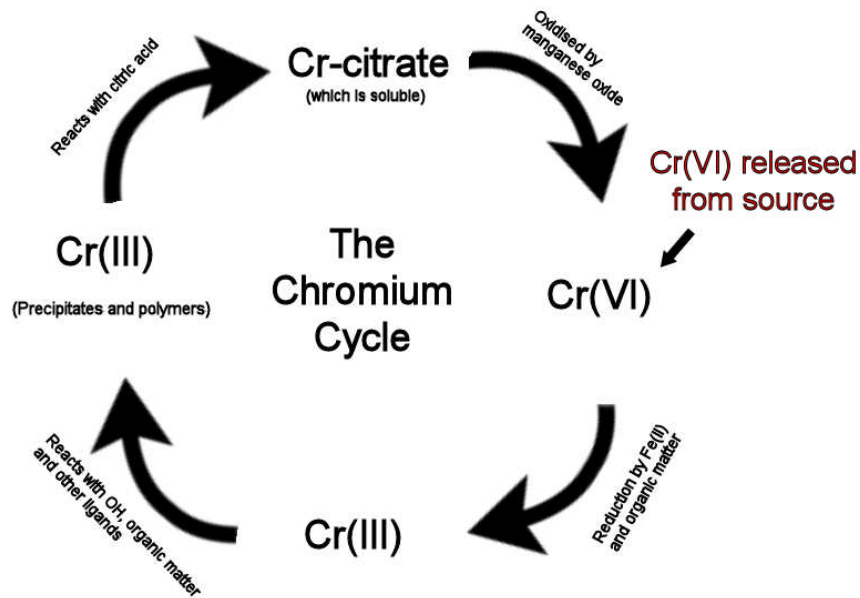 Cr-citrate
(which is soluble)
Oxidised by
manganese oxide
Cr(VI) released
from source
Cr(VI)
Reduction by Fe(II)
and organic matter
Cr(III)
Reacts with OH, organic matter
and other ligands
Cr(III)
(Precipitates and polymers)
Reacts with citric acid
The
Chromium
Cycle